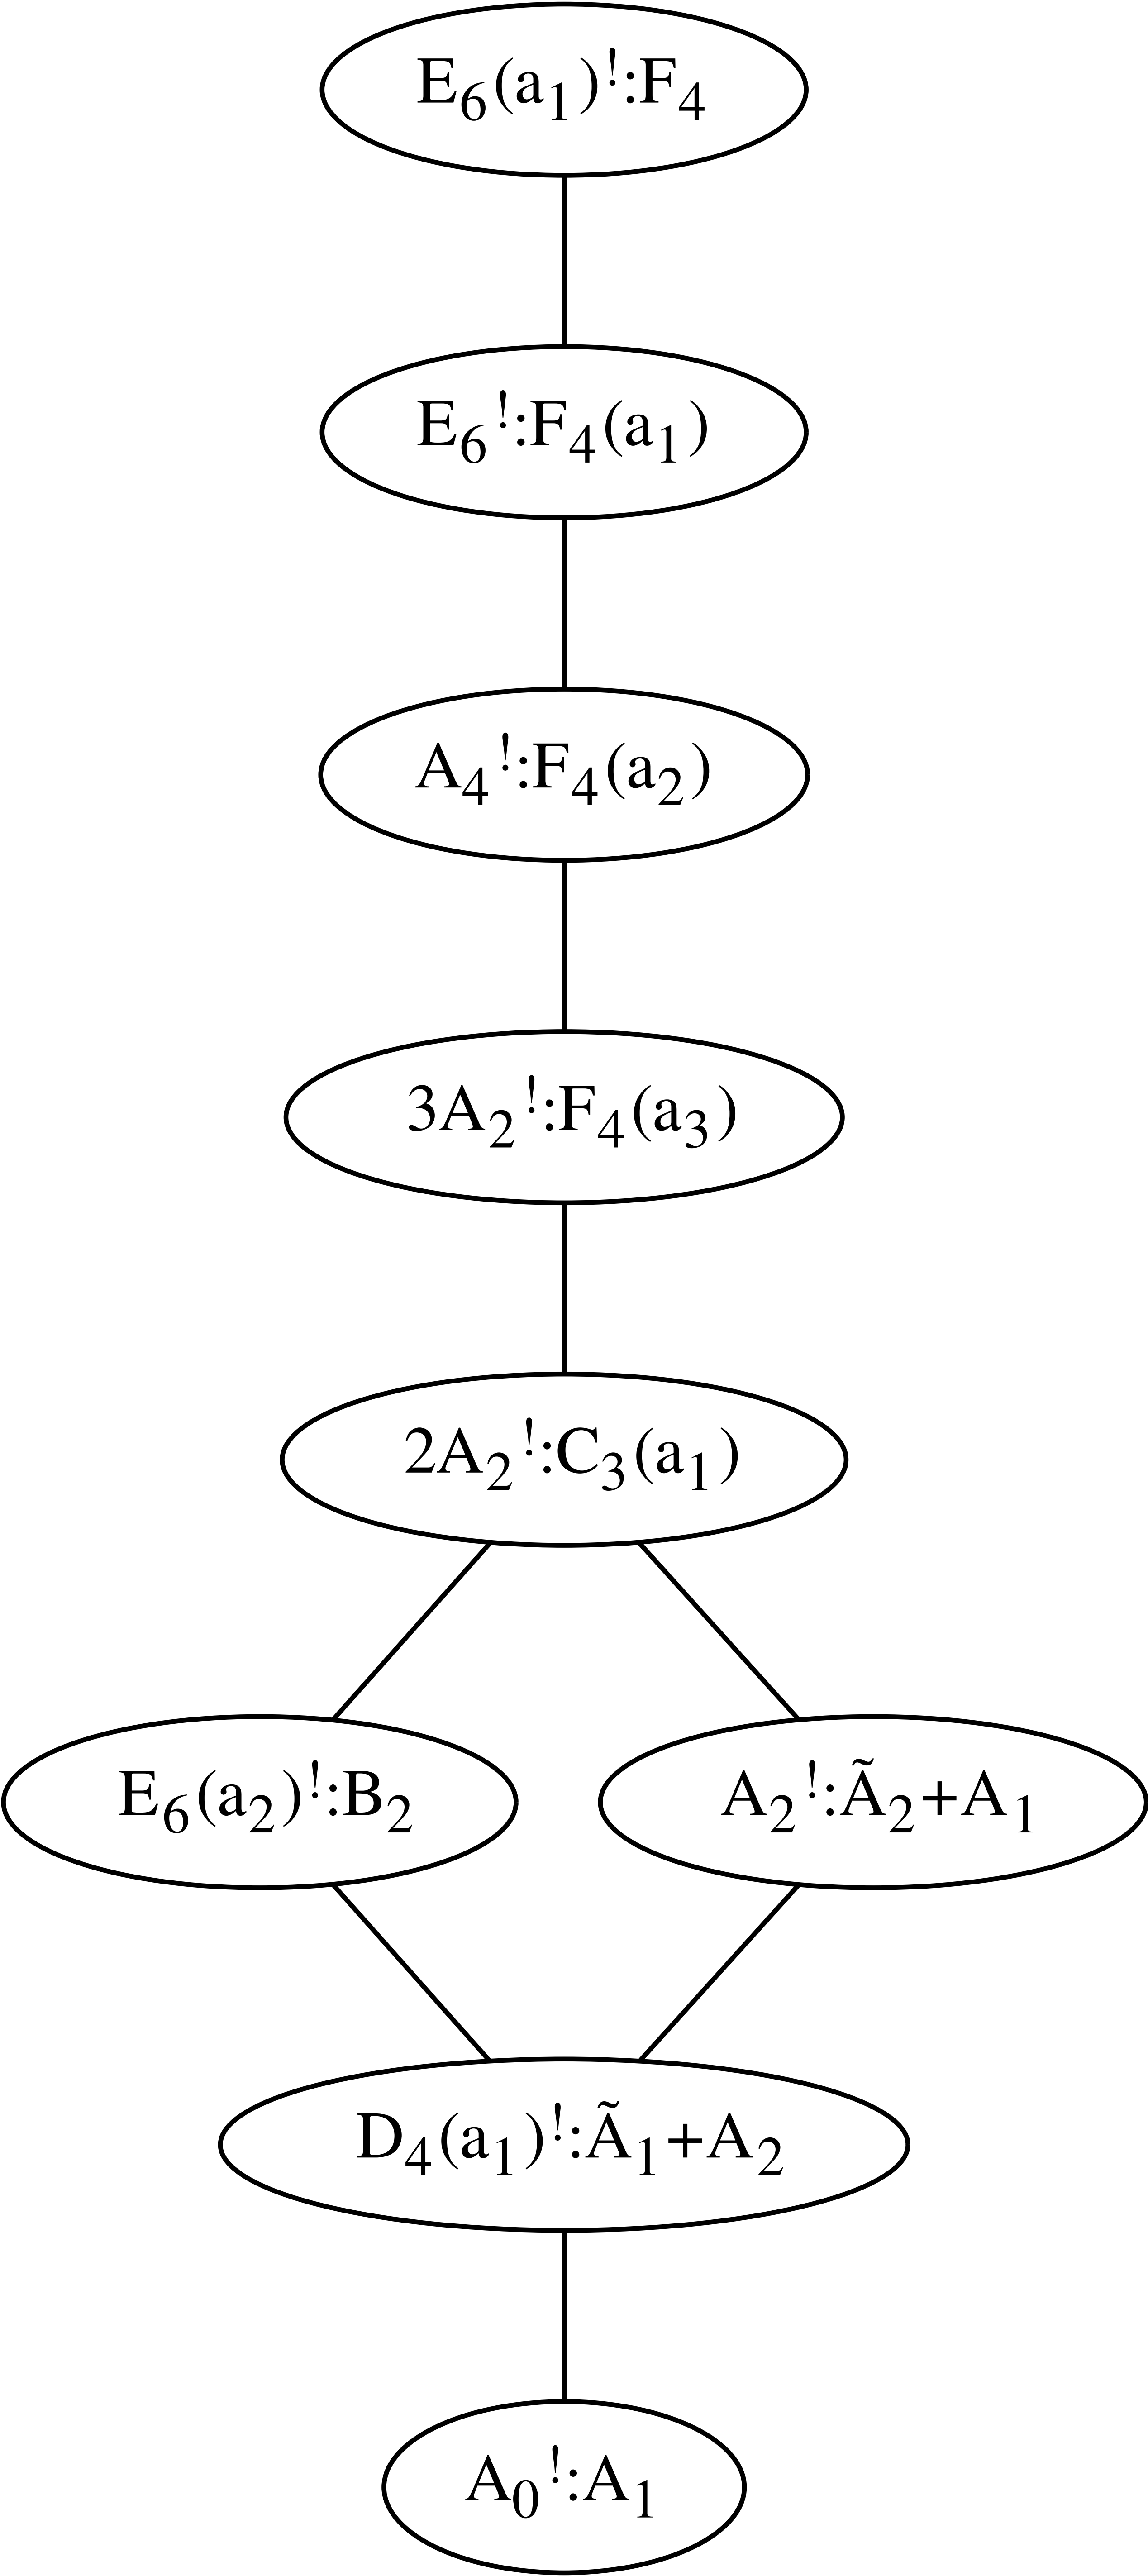 E₆(a₁)!:F₄
E₆!:F₄(a₁)
A₄!:F₄(a₂)
3A₂!:F₄(a₃)
2A₂!:C₃(a₁)
E₆(a₂)!:B₂
A₂!:Ã₂+A₁
D₄(a₁)!:Ã₁+A₂
A₀!:A₁